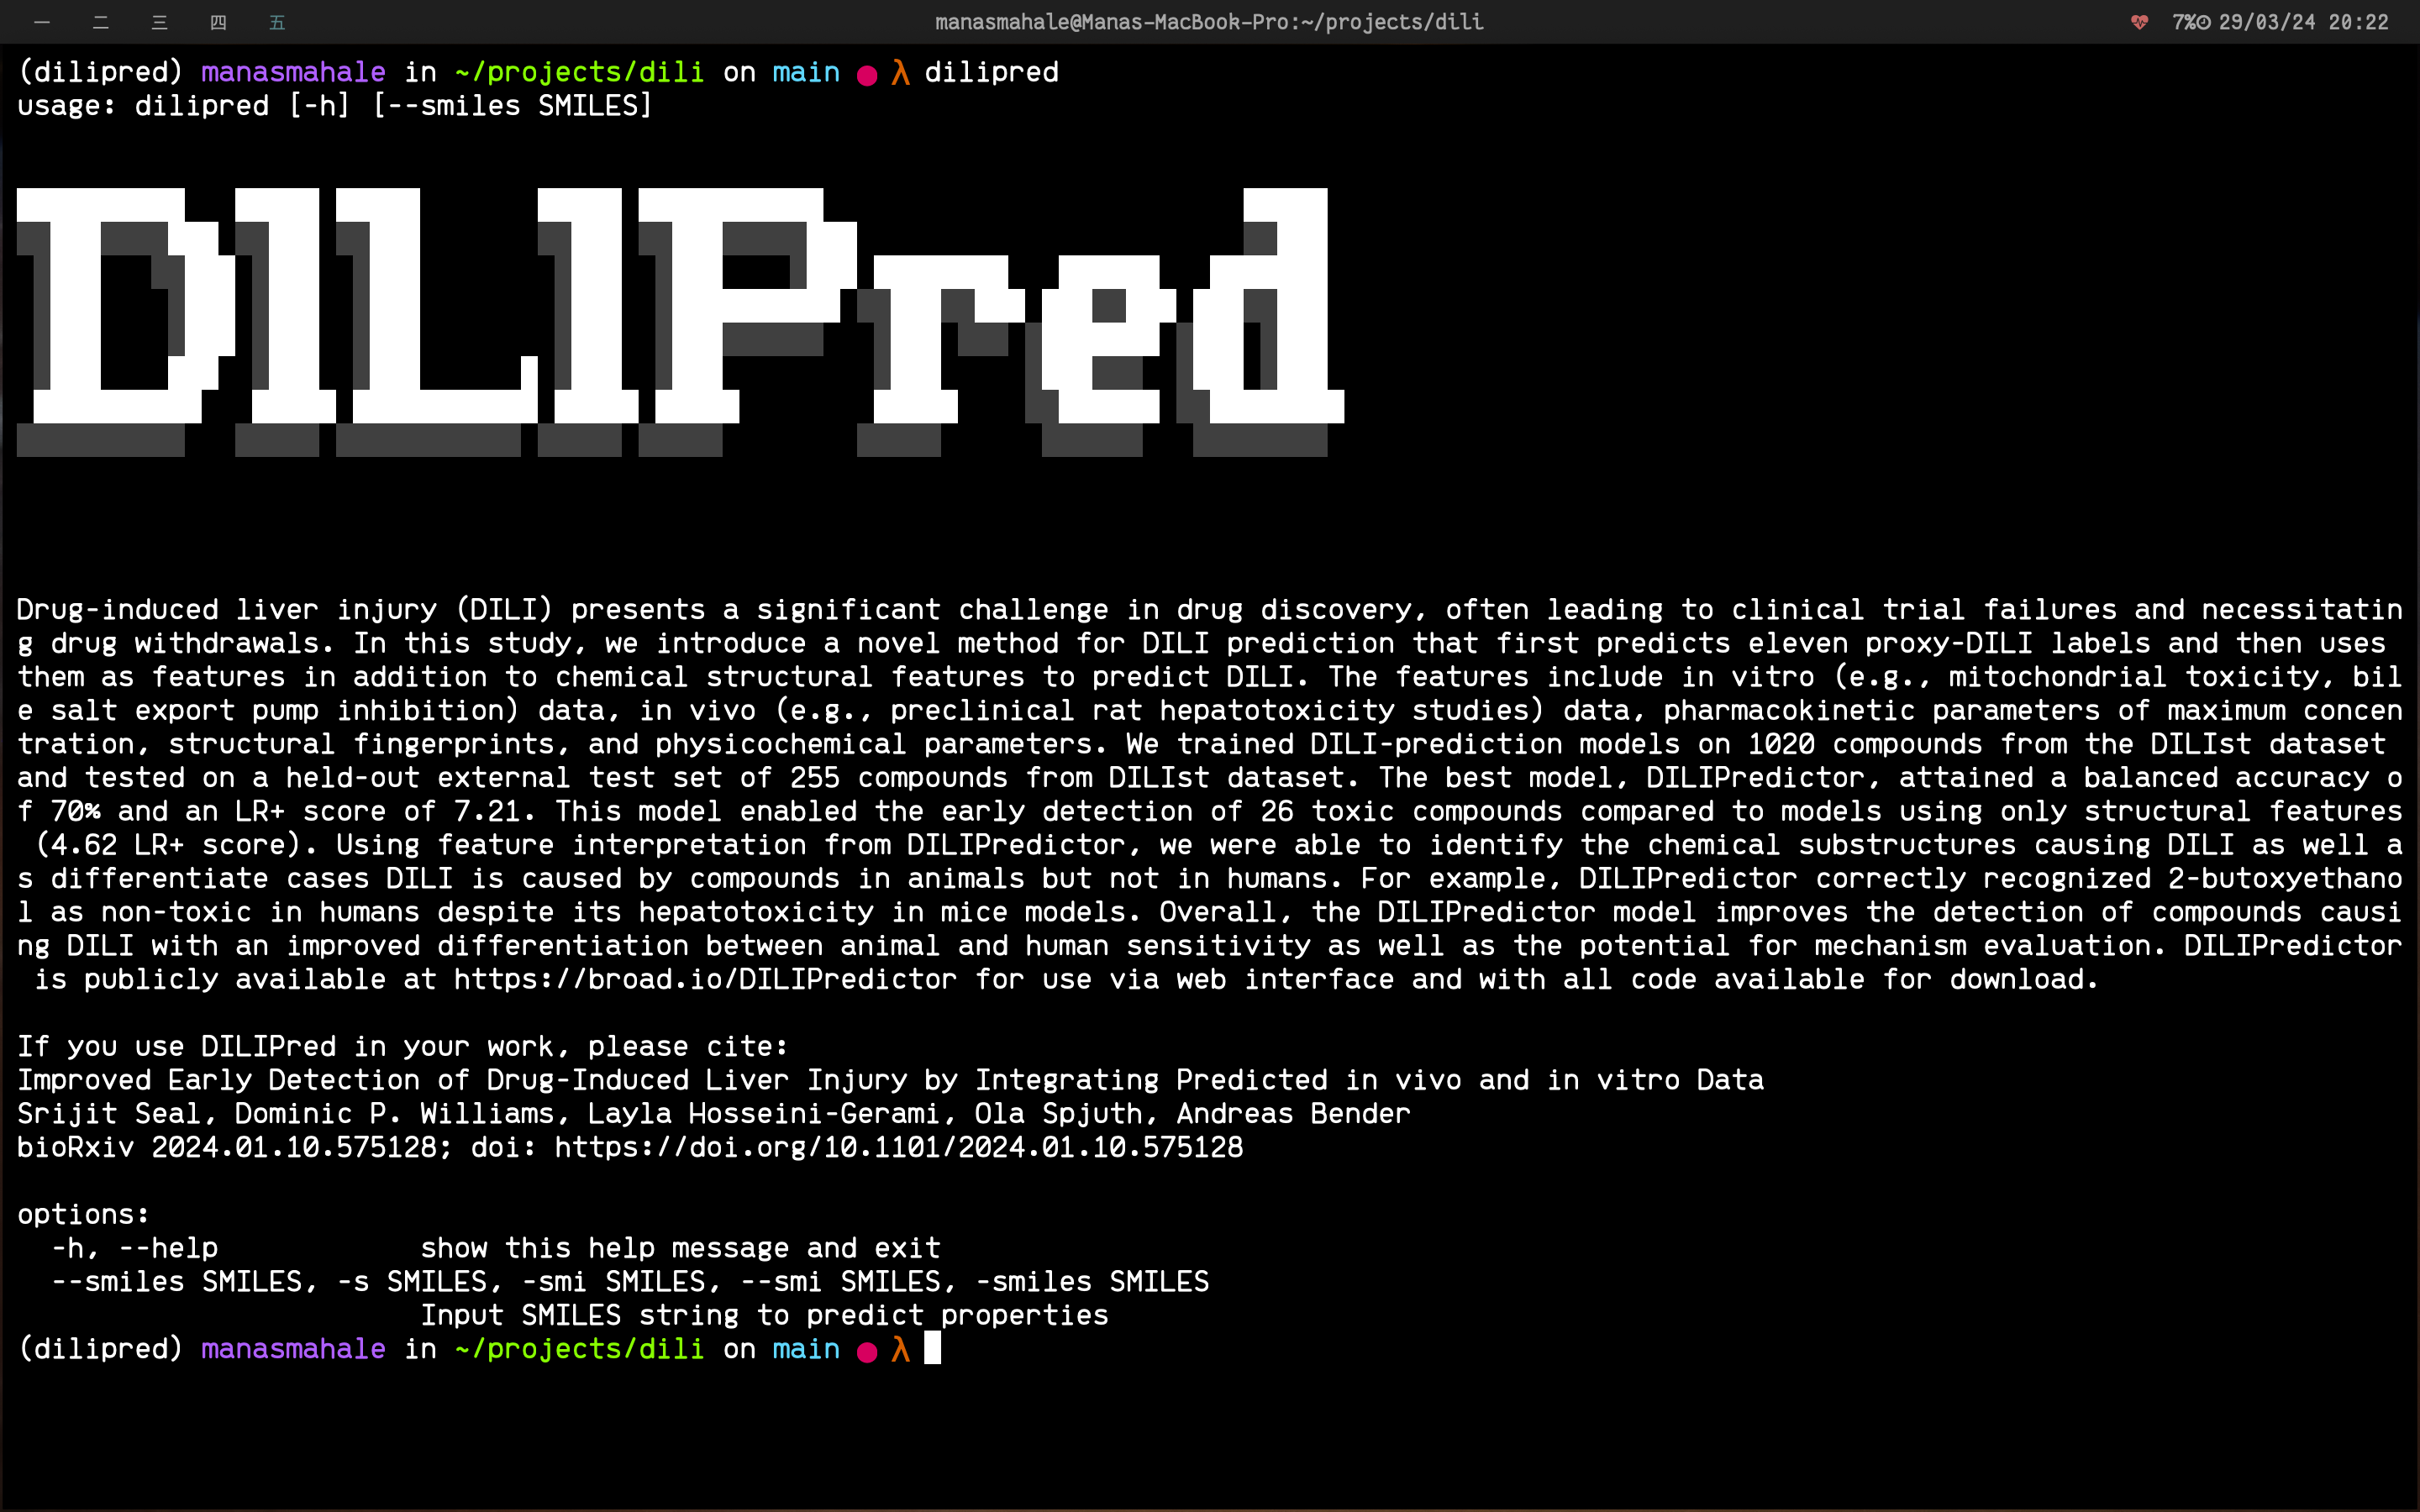 一 二 三 四 五 manasmahale@Manas-MacBook-Pro:~/projects/dili 7% 29/03/24 20:22
(dilipred) manasmahale in ~/projects/dili on main ● λ dilipred
usage: dilipred [-h] [--smiles SMILES]
DILIPred
Drug-induced liver injury (DILI) presents a significant challenge in drug discovery, often leading to clinical trial failures and necessitatin
g drug withdrawals. In this study, we introduce a novel method for DILI prediction that first predicts eleven proxy-DILI labels and then uses
them as features in addition to chemical structural features to predict DILI. The features include in vitro (e.g., mitochondrial toxicity, bil
e salt export pump inhibition) data, in vivo (e.g., preclinical rat hepatotoxicity studies) data, pharmacokinetic parameters of maximum concen
tration, structural fingerprints, and physicochemical parameters. We trained DILI-prediction models on 1020 compounds from the DILIst dataset
and tested on a held-out external test set of 255 compounds from DILIst dataset. The best model, DILIPredictor, attained a balanced accuracy o
f 70% and an LR+ score of 7.21. This model enabled the early detection of 26 toxic compounds compared to models using only structural features
(4.62 LR+ score). Using feature interpretation from DILIPredictor, we were able to identify the chemical substructures causing DILI as well a
s differentiate cases DILI is caused by compounds in animals but not in humans. For example, DILIPredictor correctly recognized 2-butoxyethano
l as non-toxic in humans despite its hepatotoxicity in mice models. Overall, the DILIPredictor model improves the detection of compounds causi
ng DILI with an improved differentiation between animal and human sensitivity as well as the potential for mechanism evaluation. DILIPredictor
is publicly available at https://broad.io/DILIPredictor for use via web interface and with all code available for download.
If you use DILIPred in your work, please cite:
Improved Early Detection of Drug-Induced Liver Injury by Integrating Predicted in vivo and in vitro Data
Srijit Seal, Dominic P. Williams, Layla Hosseini-Gerami, Ola Spjuth, Andreas Bender
bioRxiv 2024.01.10.575128; doi: https://doi.org/10.1101/2024.01.10.575128
options:
-h, --help show this help message and exit
--smiles SMILES, -s SMILES, -smi SMILES, --smi SMILES, -smiles SMILES
Input SMILES string to predict properties
(dilipred) manasmahale in ~/projects/dili on main ● λ